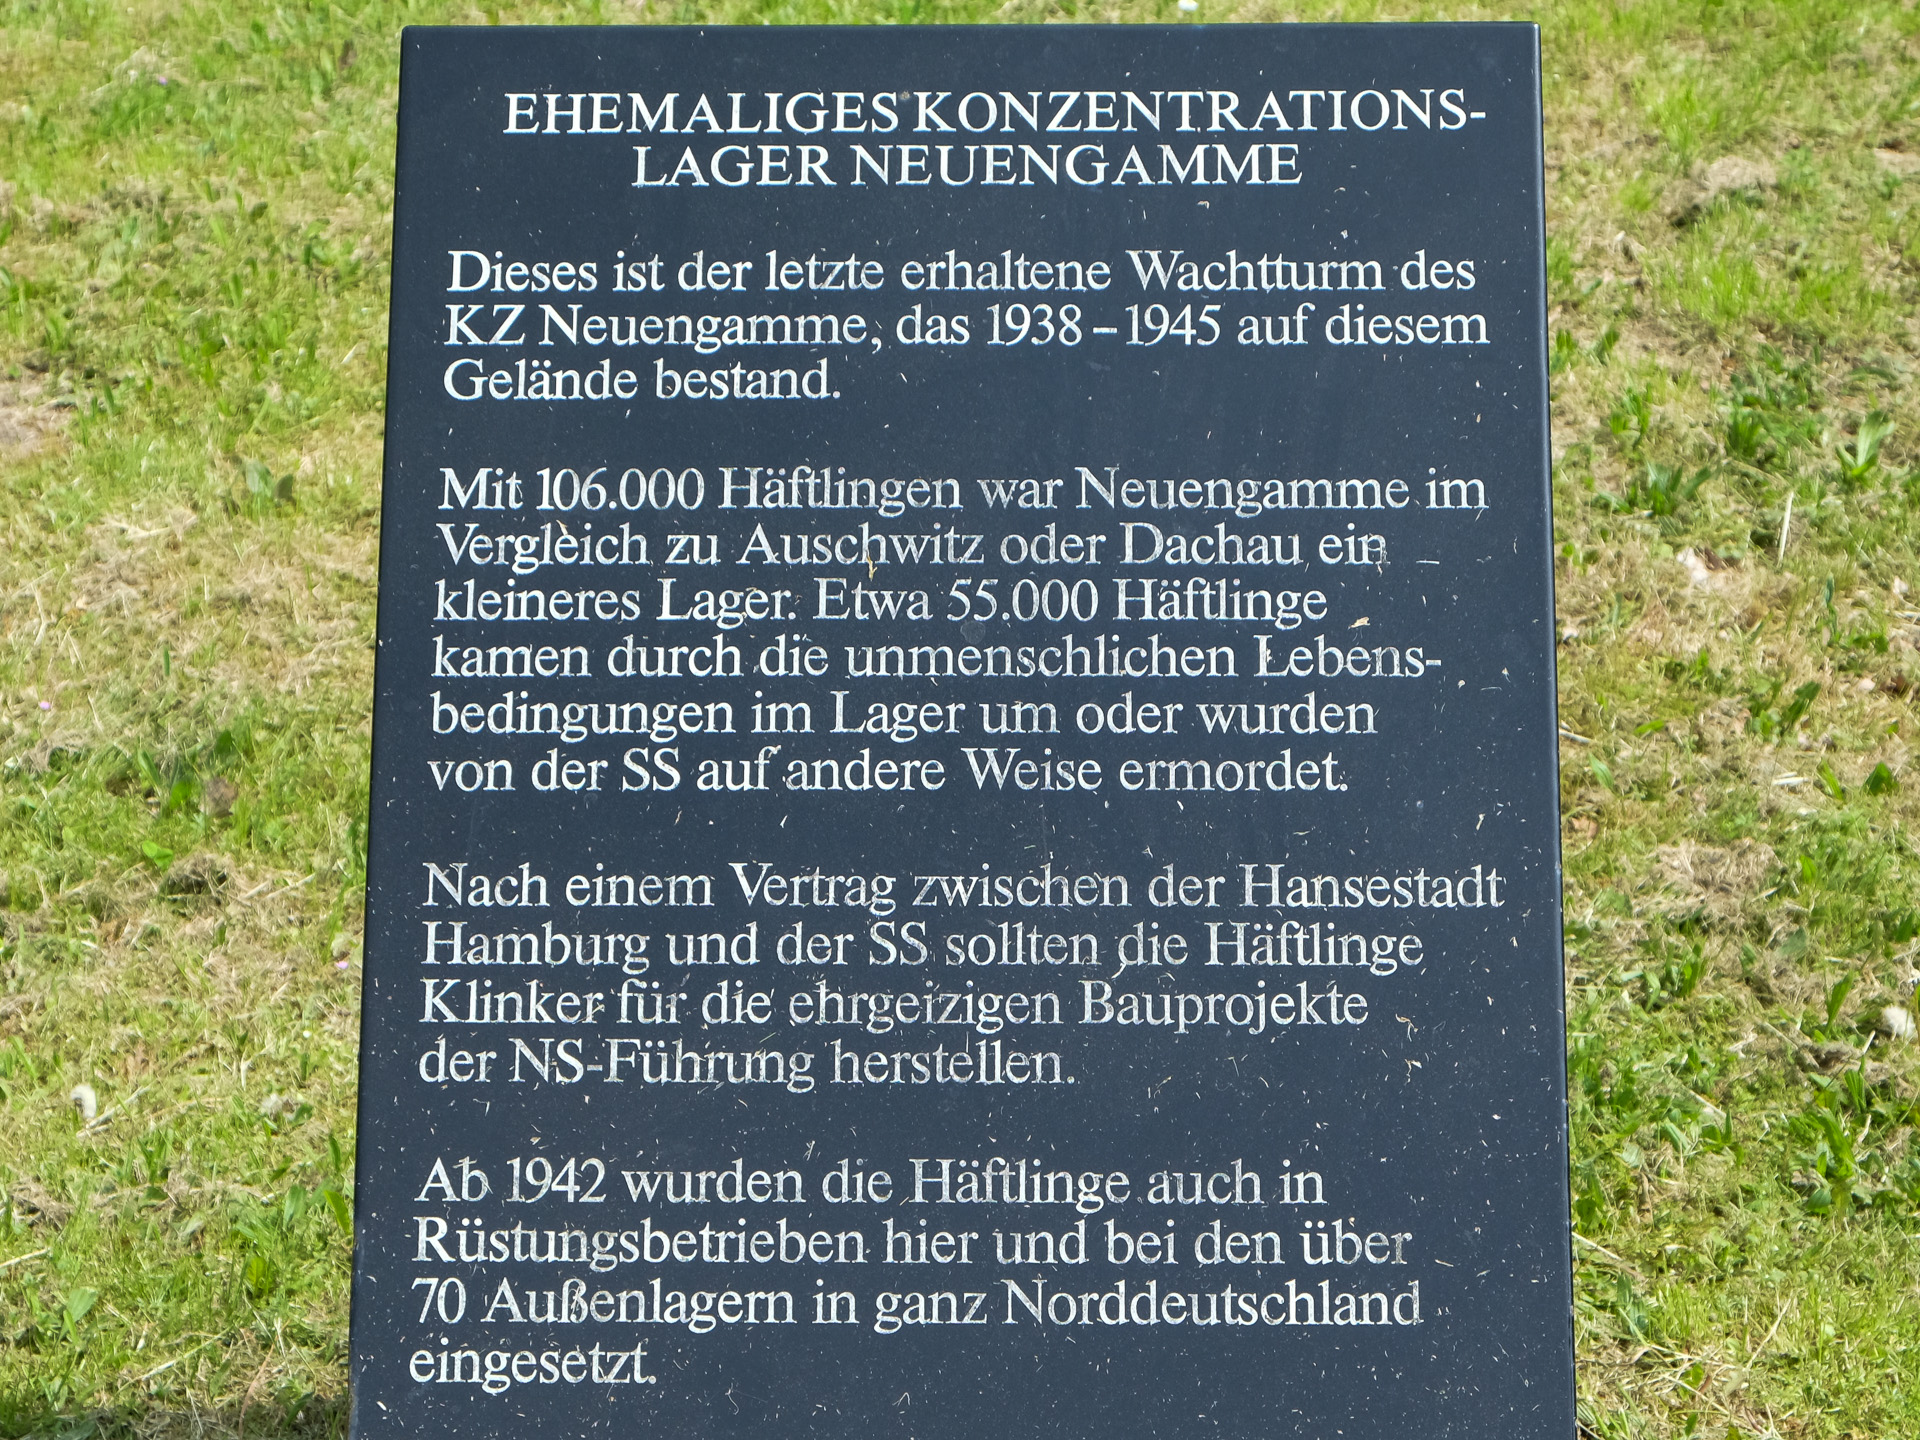 EHEMALIGES KONZENTRATIONS-
LAGER NEUENGAMME
Dieses ist der letzte erhaltene Wachtturm des
KZ Neuengamme, das 1938 – 1945 auf diesem
Gelände bestand.
Mit 106.000 Häftlingen war Neuengamme im
Vergleich zu Auschwitz oder Dachau ein
kleineres Lager. Etwa 55.000 Häftlinge
kamen durch die unmenschlichen Lebens-
bedingungen im Lager um oder wurden
von der SS auf andere Weise ermordet.
Nach einem Vertrag zwischen der Hansestadt
Hamburg und der SS sollten die Häftlinge
Klinker für die ehrgeizigen Bauprojekte
der NS-Führung herstellen.
Ab 1942 wurden die Häftlinge auch in
Rüstungsbetrieben hier und bei den über
70 Außenlagern in ganz Norddeutschland
eingesetzt.